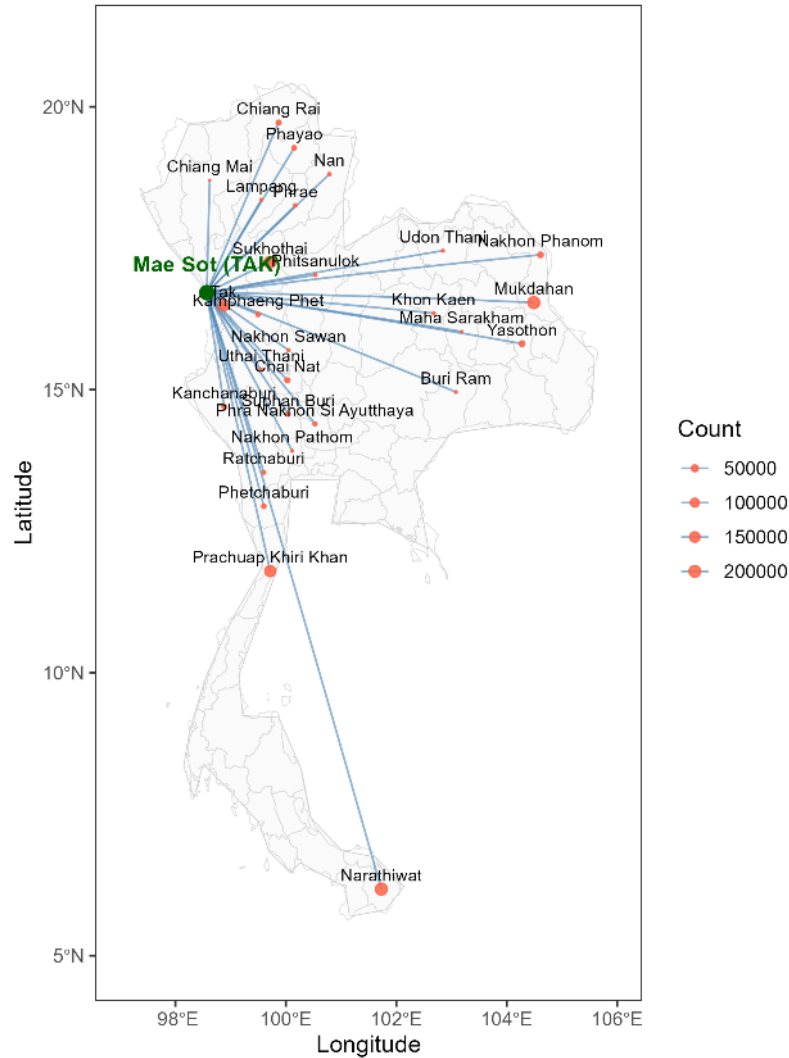 20°N
15°N
10°N
5°N
Latitude
Chiang Rai
Phayao
Nan
Chiang Mai
Lampang
Phrae
Udon Thani
Nakhon Phanom
Sukhothai
Phitsanulok
Mae Sot (TAK)
Tak
Kamphaeng Phet
Mukdahan
Khon Kaen
Maha Sarakham
Yasothon
Nakhon Sawan
Uthai Thani
Chai Nat
Buri Ram
Kanchanaburi
Suphan Buri
Phra Nakhon Si Ayutthaya
Nakhon Pathom
Ratchaburi
Phetchaburi
Prachuap Khiri Khan
Narathiwat
98°E
100°E
102°E
104°E
106°E
Longitude
Count
50000
100000
150000
200000